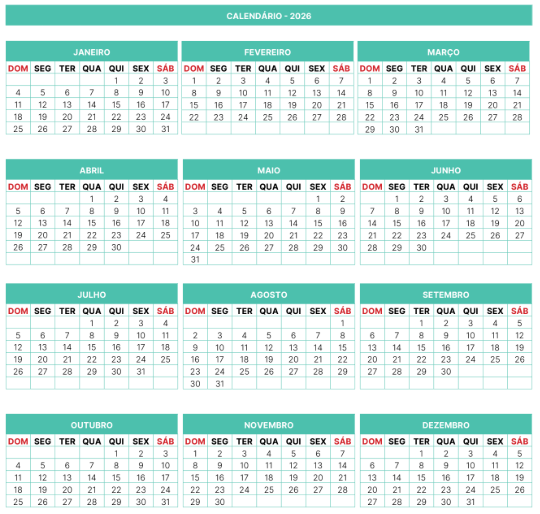 CALENDÁRIO - 2026
JANEIRO
DOM SEG TER QUA QUI SEX SÁB
1 2 3
4 5 6 7 8 9 10
11 12 13 14 15 16 17
18 19 20 21 22 23 24
25 26 27 28 29 30 31
FEVEREIRO
DOM SEG TER QUA QUI SEX SÁB
1 2 3 4 5 6 7
8 9 10 11 12 13 14
15 16 17 18 19 20 21
22 23 24 25 26 27 28
MARÇO
DOM SEG TER QUA QUI SEX SÁB
1 2 3 4 5 6 7
8 9 10 11 12 13 14
15 16 17 18 19 20 21
22 23 24 25 26 27 28
29 30 31
ABRIL
DOM SEG TER QUA QUI SEX SÁB
1 2 3 4
5 6 7 8 9 10 11
12 13 14 15 16 17 18
19 20 21 22 23 24 25
26 27 28 29 30
MAIO
DOM SEG TER QUA QUI SEX SÁB
1 2
3 4 5 6 7 8 9
10 11 12 13 14 15 16
17 18 19 20 21 22 23
24 25 26 27 28 29 30
31
JUNHO
DOM SEG TER QUA QUI SEX SÁB
1 2 3 4 5 6
7 8 9 10 11 12 13
14 15 16 17 18 19 20
21 22 23 24 25 26 27
28 29 30
JULHO
DOM SEG TER QUA QUI SEX SÁB
1 2 3 4
5 6 7 8 9 10 11
12 13 14 15 16 17 18
19 20 21 22 23 24 25
26 27 28 29 30 31
AGOSTO
DOM SEG TER QUA QUI SEX SÁB
1
2 3 4 5 6 7 8
9 10 11 12 13 14 15
16 17 18 19 20 21 22
23 24 25 26 27 28 29
30 31
SETEMBRO
DOM SEG TER QUA QUI SEX SÁB
1 2 3 4 5
6 7 8 9 10 11 12
13 14 15 16 17 18 19
20 21 22 23 24 25 26
27 28 29 30
OUTUBRO
DOM SEG TER QUA QUI SEX SÁB
1 2 3
4 5 6 7 8 9 10
11 12 13 14 15 16 17
18 19 20 21 22 23 24
25 26 27 28 29 30 31
NOVEMBRO
DOM SEG TER QUA QUI SEX SÁB
1 2 3 4 5 6 7
8 9 10 11 12 13 14
15 16 17 18 19 20 21
22 23 24 25 26 27 28
29 30
DEZEMBRO
DOM SEG TER QUA QUI SEX SÁB
1 2 3 4 5
6 7 8 9 10 11 12
13 14 15 16 17 18 19
20 21 22 23 24 25 26
27 28 29 30 31